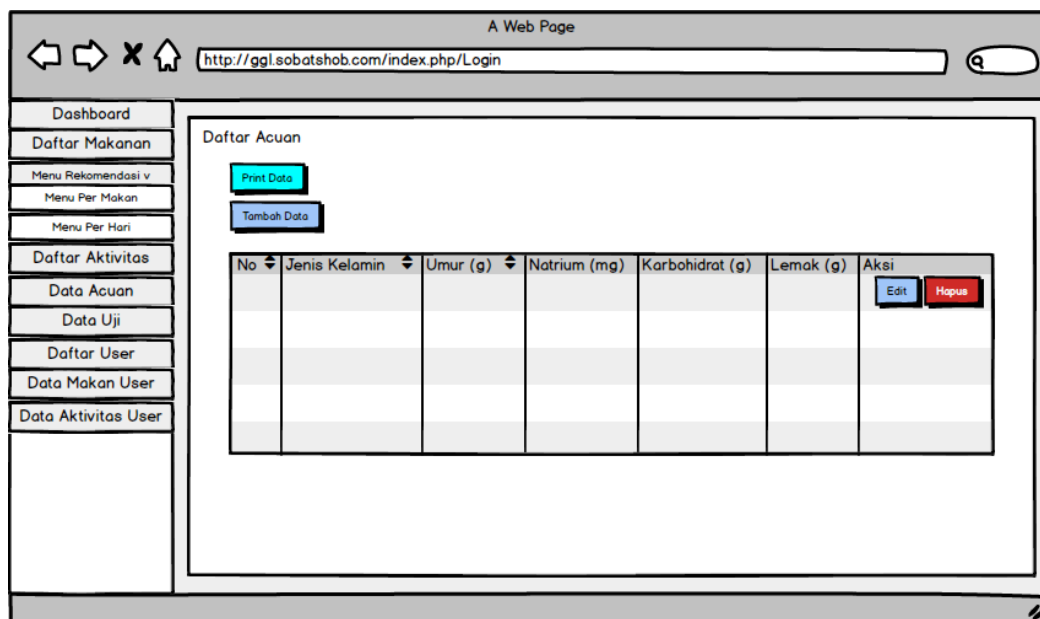 A Web Page
http://ggl.sobatshob.com/index.php/Login
Dashboard
Daftar Makanan
Menu Rekomendasi v
Menu Per Makan
Menu Per Hari
Daftar Aktivitas
Data Acuan
Data Uji
Daftar User
Data Makan User
Data Aktivitas User
Daftar Acuan
Print Data
Tambah Data
No Jenis Kelamin Umur (g) Natrium (mg) Karbohidrat (g) Lemak (g) Aksi
Edit Hapus